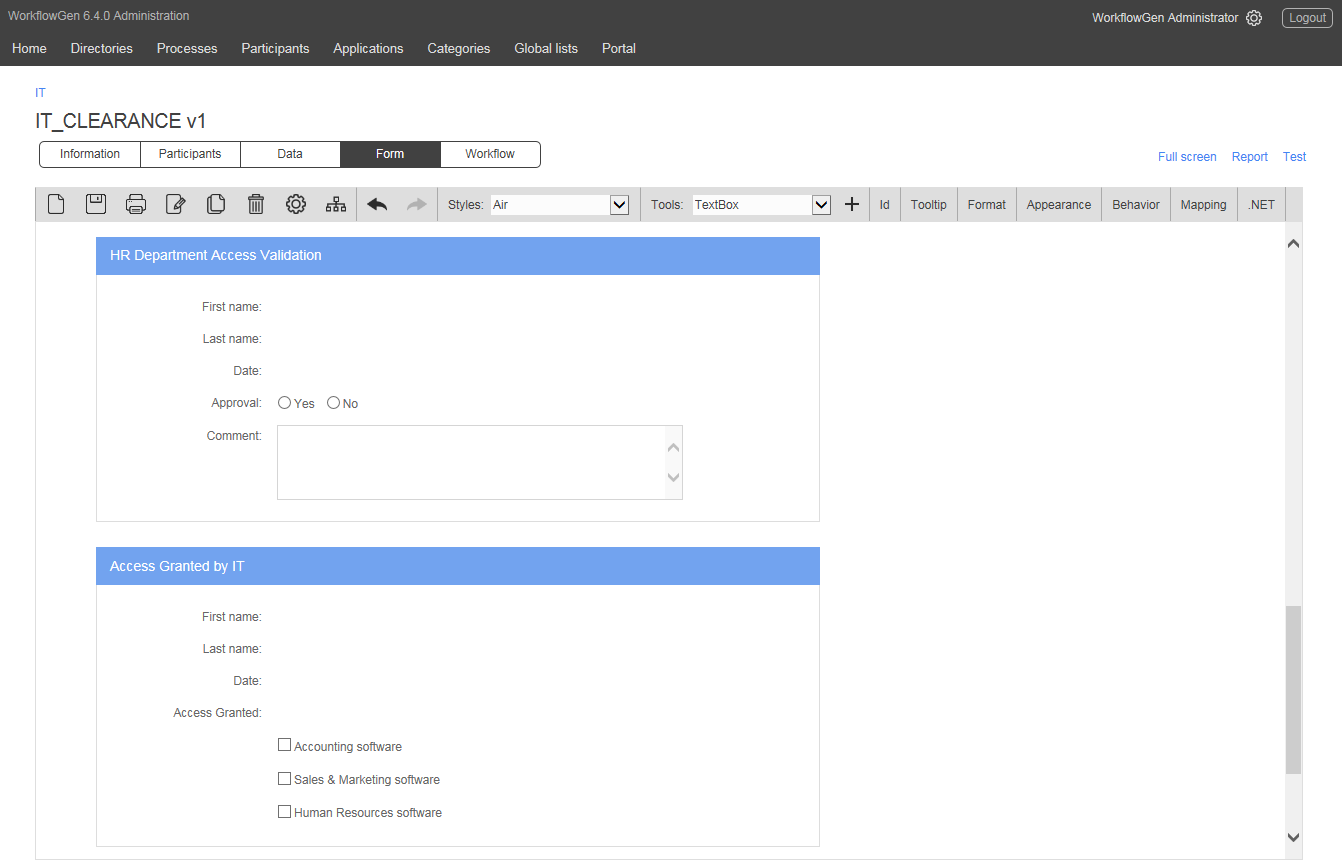 WorkflowGen 6.4.0 Administration
WorkflowGen Administrator Logout
Home Directories Processes Participants Applications Categories Global lists Portal
IT
IT_CLEARANCE v1
Information Participants Data Form Workflow
Full screen Report Test
Styles: Air Tools: TextBox Id Tooltip Format Appearance Behavior Mapping .NET
HR Department Access Validation
First name:
Last name:
Date:
Approval: Yes No
Comment:
Access Granted by IT
First name:
Last name:
Date:
Access Granted:
Accounting software
Sales & Marketing software
Human Resources software